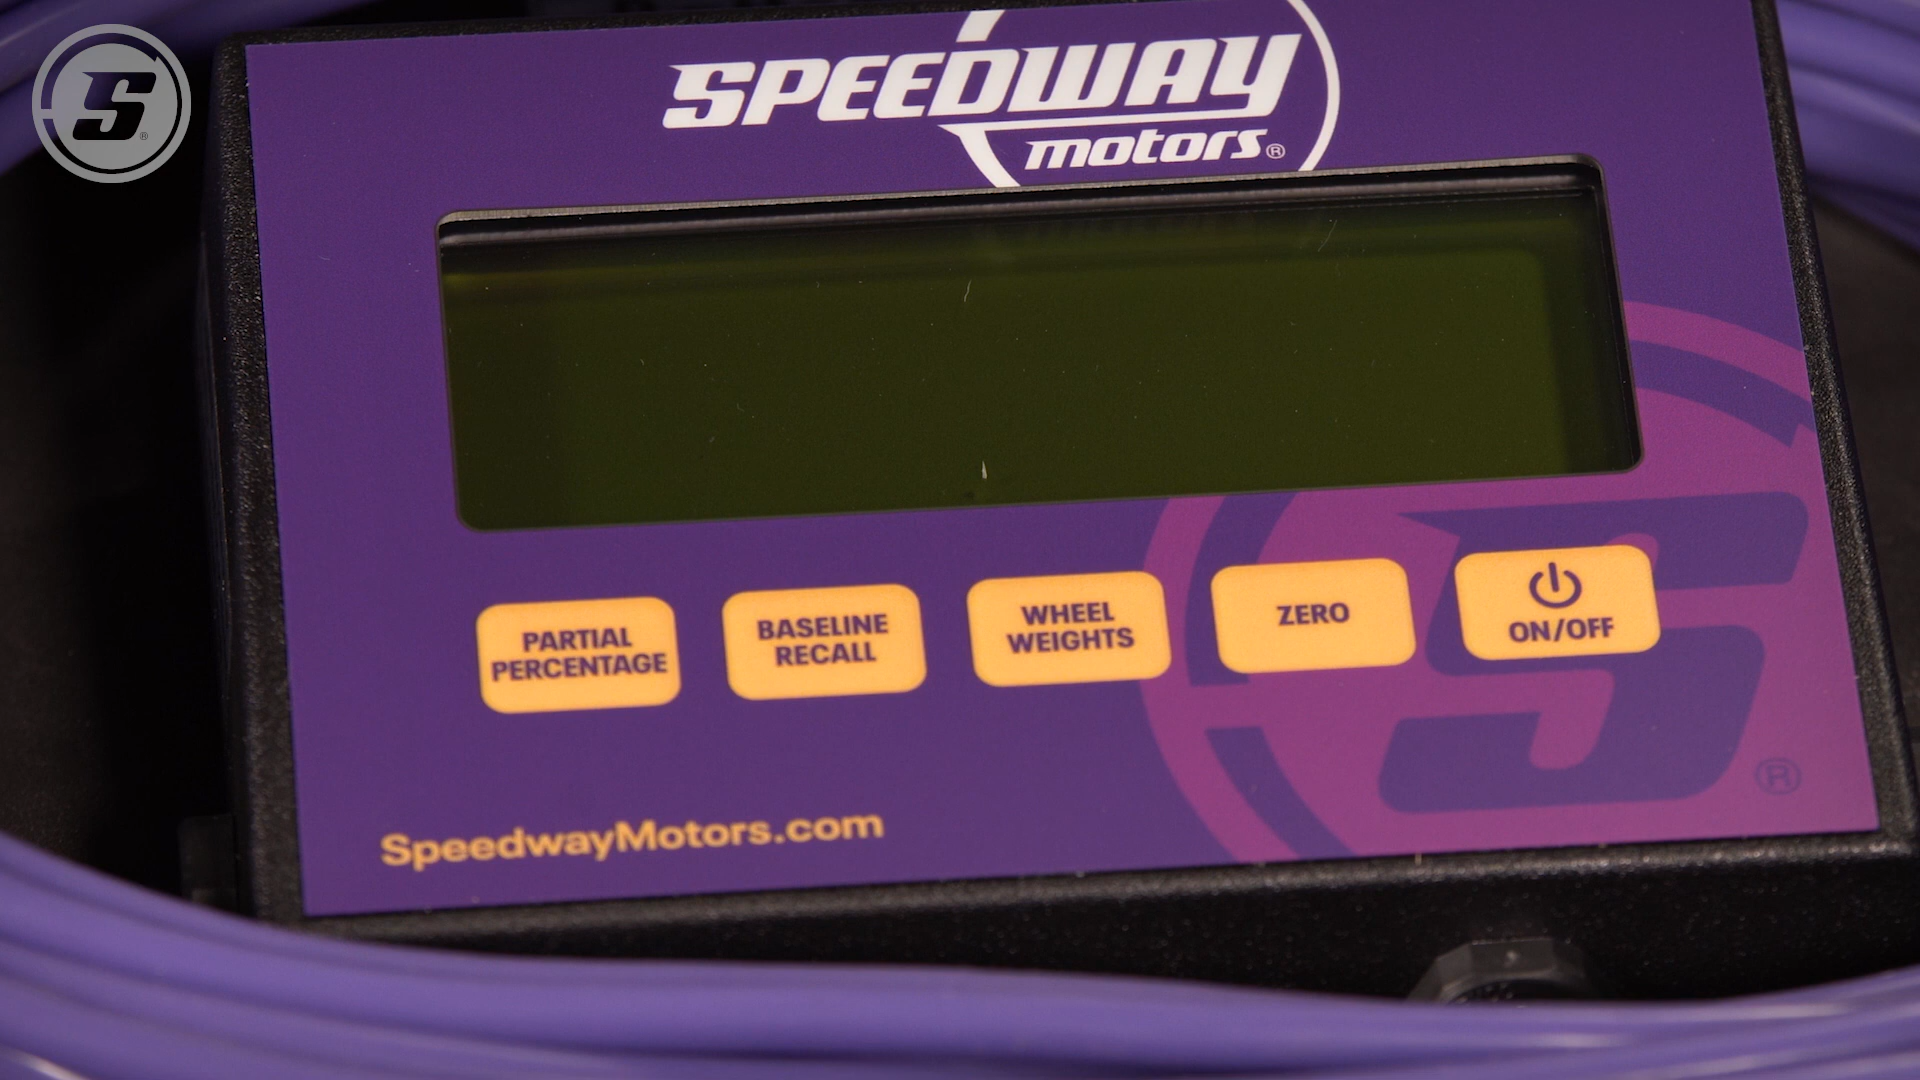 S®
SPEEDWAY
motors®
PARTIAL
PERCENTAGE
BASELINE
RECALL
WHEEL
WEIGHTS
ZERO
ON/OFF
S®
SpeedwayMotors.com